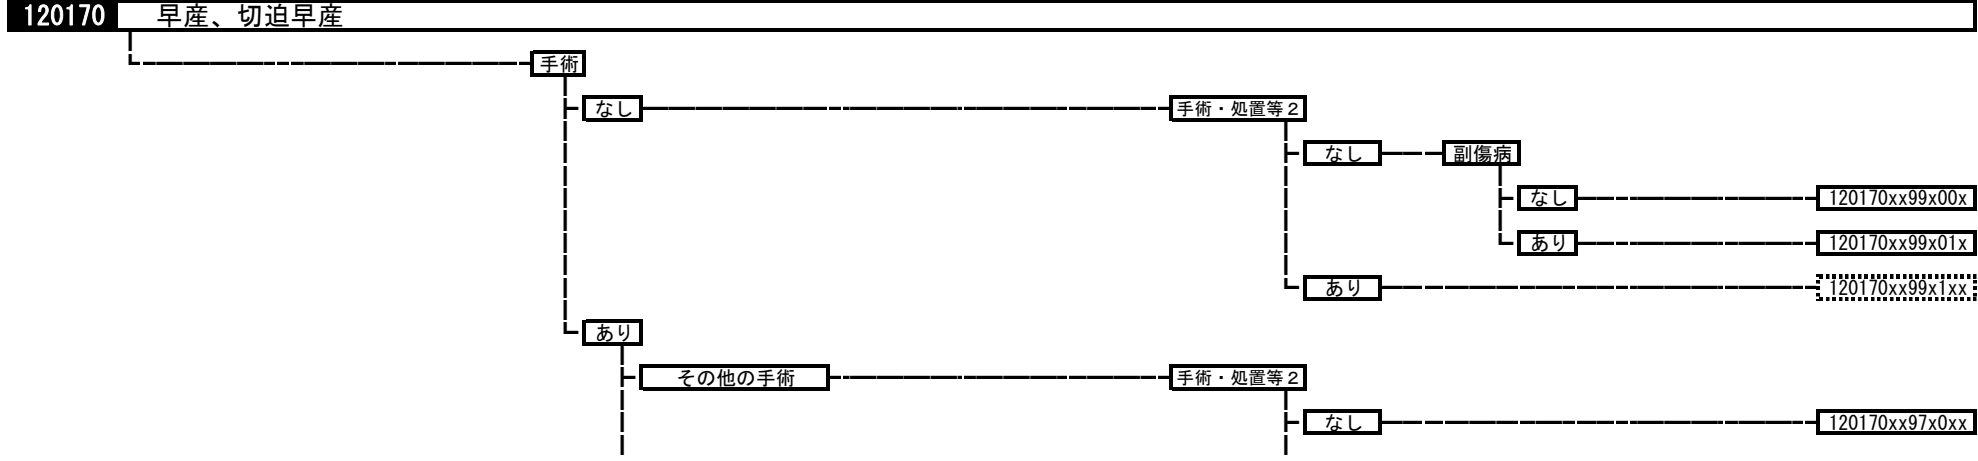 120170 早産、切迫早産
手術
なし 手術・処置等２
なし 副傷病
なし 120170xx99x00x
あり 120170xx99x01x
あり 120170xx99x1xx
あり
その他の手術 手術・処置等２
なし 120170xx97x0xx